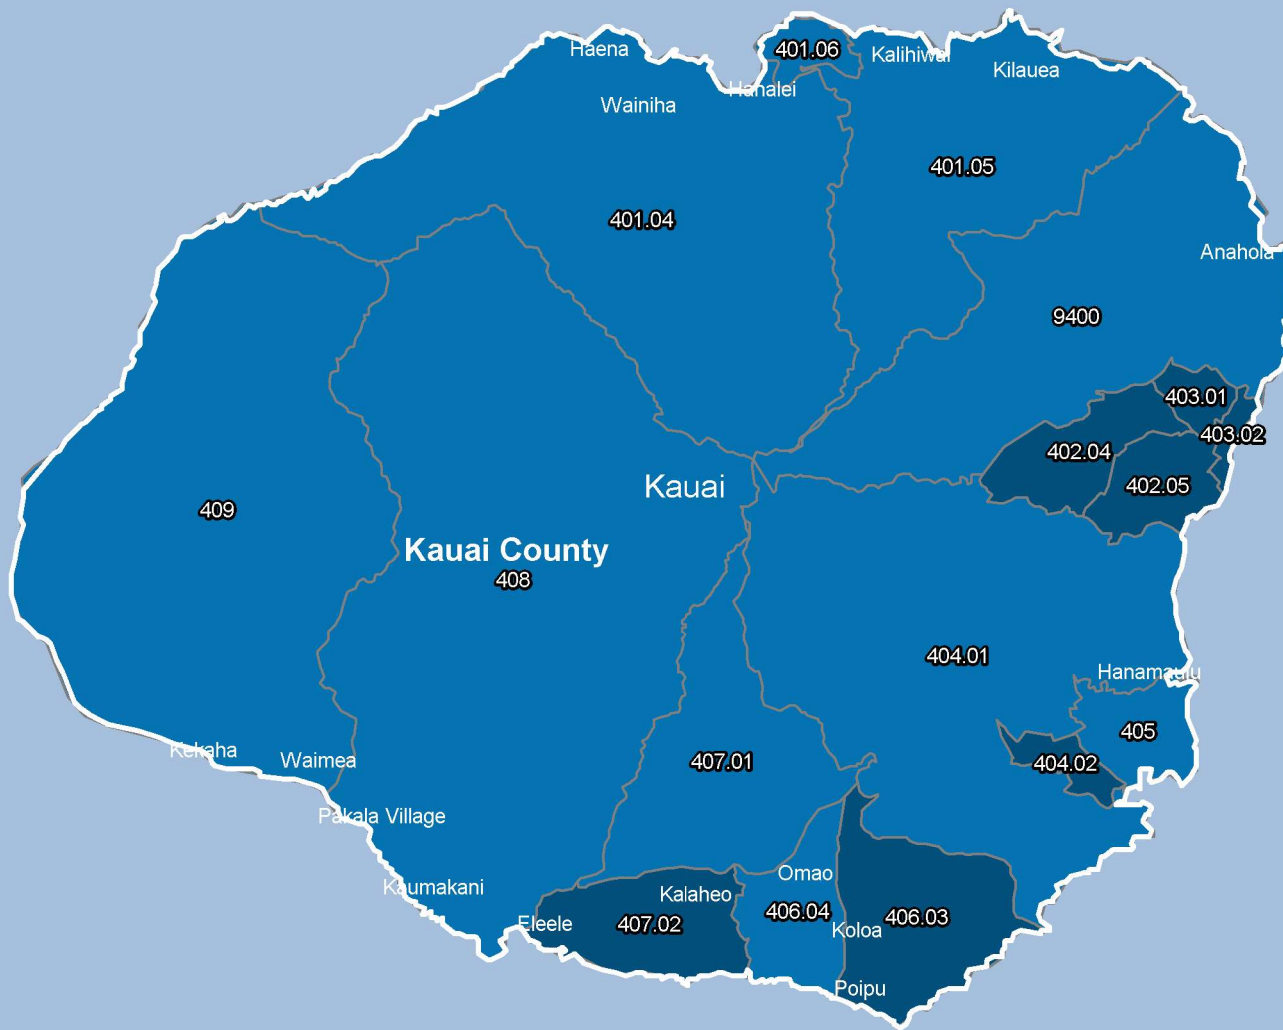 Haena
401.06
Kalihiwai
Kilauea
Hanalei
Wainiha
401.05
401.04
Anahola
9400
403.01
403.02
402.04
402.05
Kauai
409
Kauai County
408
404.01
Hanamaulu
405
Kekaha
Waimea
407.01
404.02
Pakala Village
Omao
Kaumakani
Kalaheo
406.04
406.03
Eleele
407.02
Koloa
Poipu